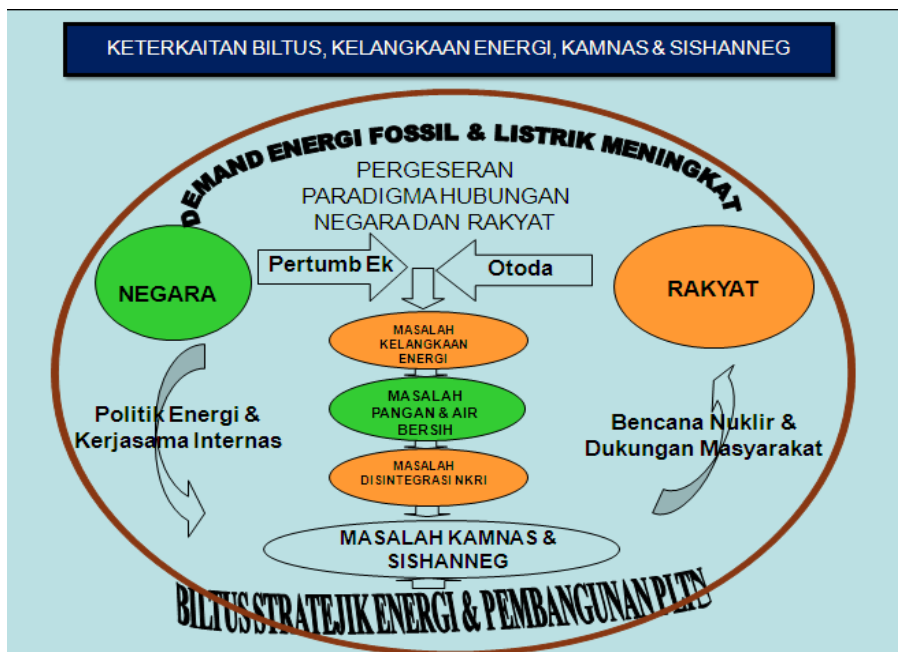 KETERKAITAN BILTUS, KELANGKAAN ENERGI, KAMNAS & SISHANNEG
DEMAND ENERGI FOSSIL & LISTRIK MENINGKAT
PERGESERAN
PARADIGMA HUBUNGAN
NEGARA DAN RAKYAT
NEGARA
Pertumb Ek
Otoda
RAKYAT
MASALAH
KELANGKAAN
ENERGI
MASALAH
PANGAN & AIR
BERSIH
MASALAH
DISINTEGRASI NKRI
MASALAH KAMNAS &
SISHANNEG
Politik Energi &
Kerjasama Internas
Bencana Nuklir &
Dukungan Masyarakat
BILTUS STRATEJIK ENERGI & PEMBANGUNAN PLTN